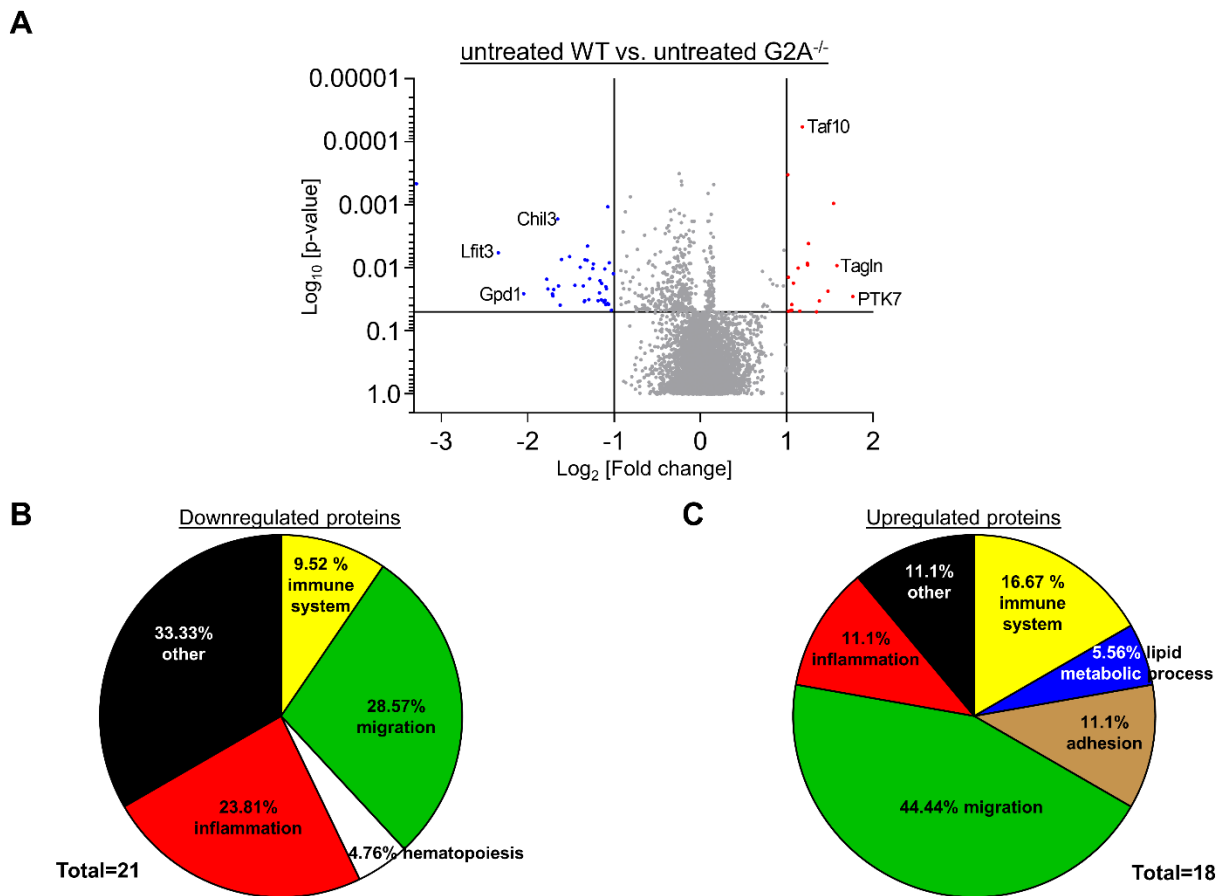 A
untreated WT vs. untreated G2A-/-
0.00001
0.0001
0.001
0.01
0.1
1.0
Log10 [p-value]
Taf10
Chil3
Lfit3
Tagln
Gpd1
PTK7
-3
-2
-1
0
1
2
Log2 [Fold change]
B
Downregulated proteins
9.52 %
immune
system
33.33%
other
28.57%
migration
23.81%
inflammation
4.76% hematopoiesis
Total=21
C
Upregulated proteins
11.1%
other
16.67 %
immune
system
11.1%
inflammation
5.56% lipid
metabolic process
11.1%
adhesion
44.44% migration
Total=18